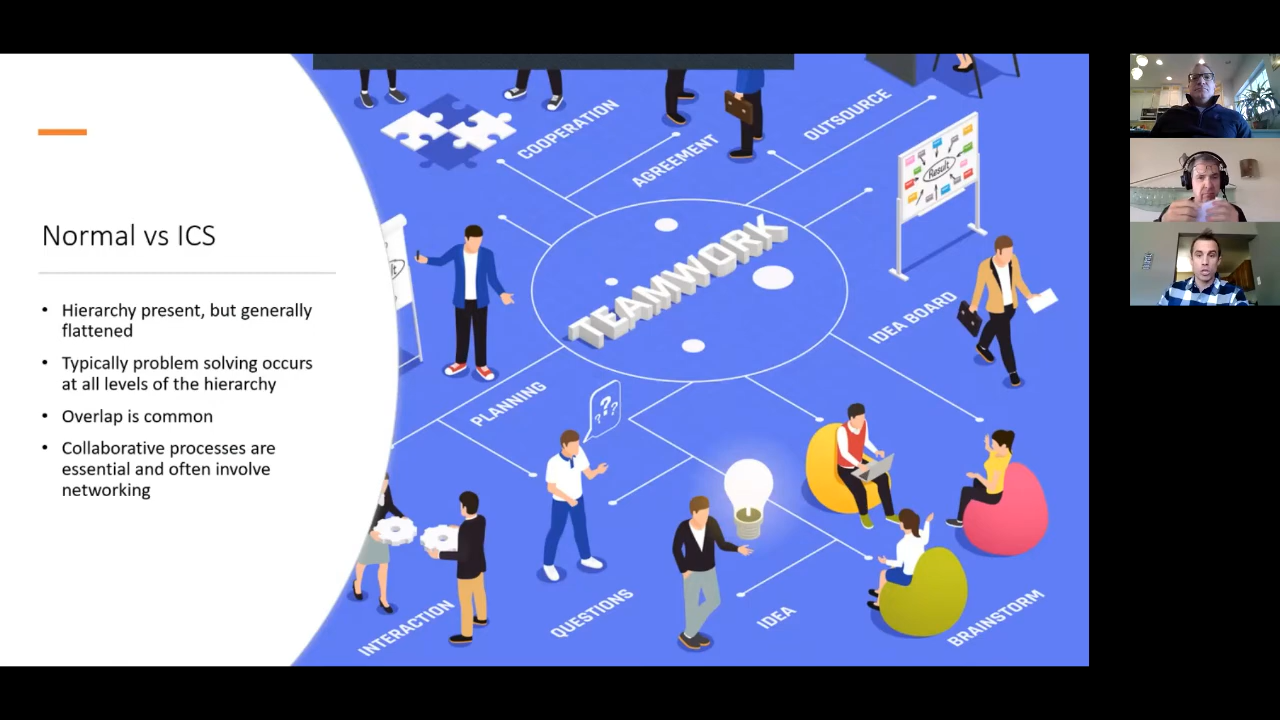 Normal vs ICS
• Hierarchy present, but generally
flattened
• Typically problem solving occurs
at all levels of the hierarchy
• Overlap is common
• Collaborative processes are
essential and often involve
networking
COOPERATION
AGREEMENT
OUTSOURCE
Result
TEAMWORK
IDEA BOARD
PLANNING
???
INTERACTION
QUESTIONS
IDEA
BRAINSTORM